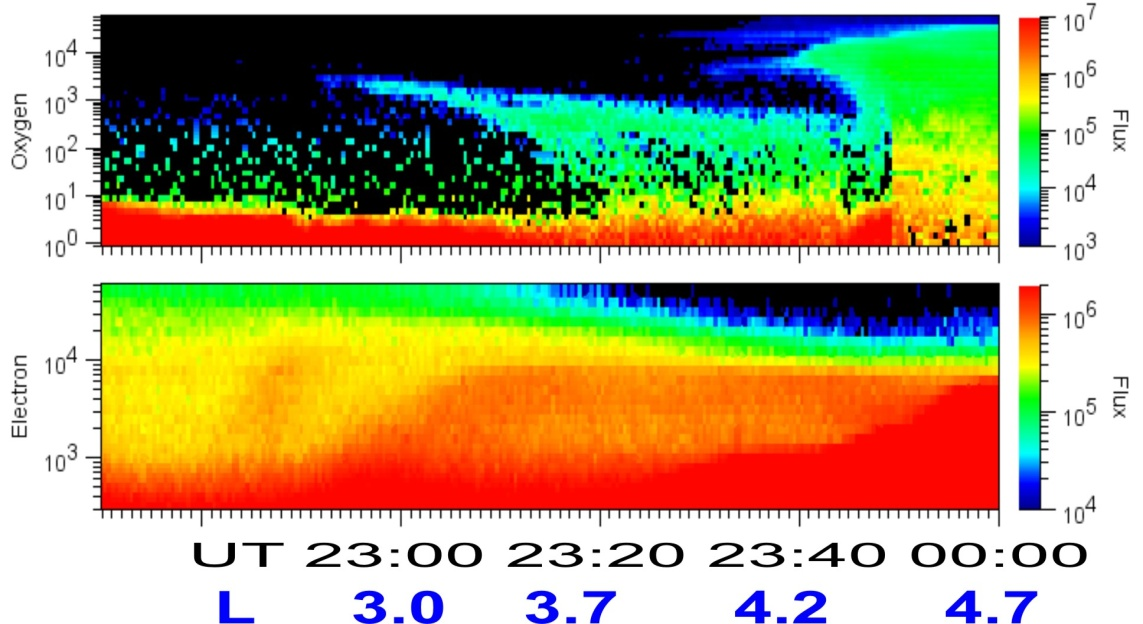 Oxygen
10⁴
10³
10²
10¹
10⁰
10⁷
10⁶
10⁵
10⁴
10³
Flux
Electron
10⁴
10³
10⁶
10⁵
10⁴
Flux
UT 23:00 23:20 23:40 00:00
L 3.0 3.7 4.2 4.7